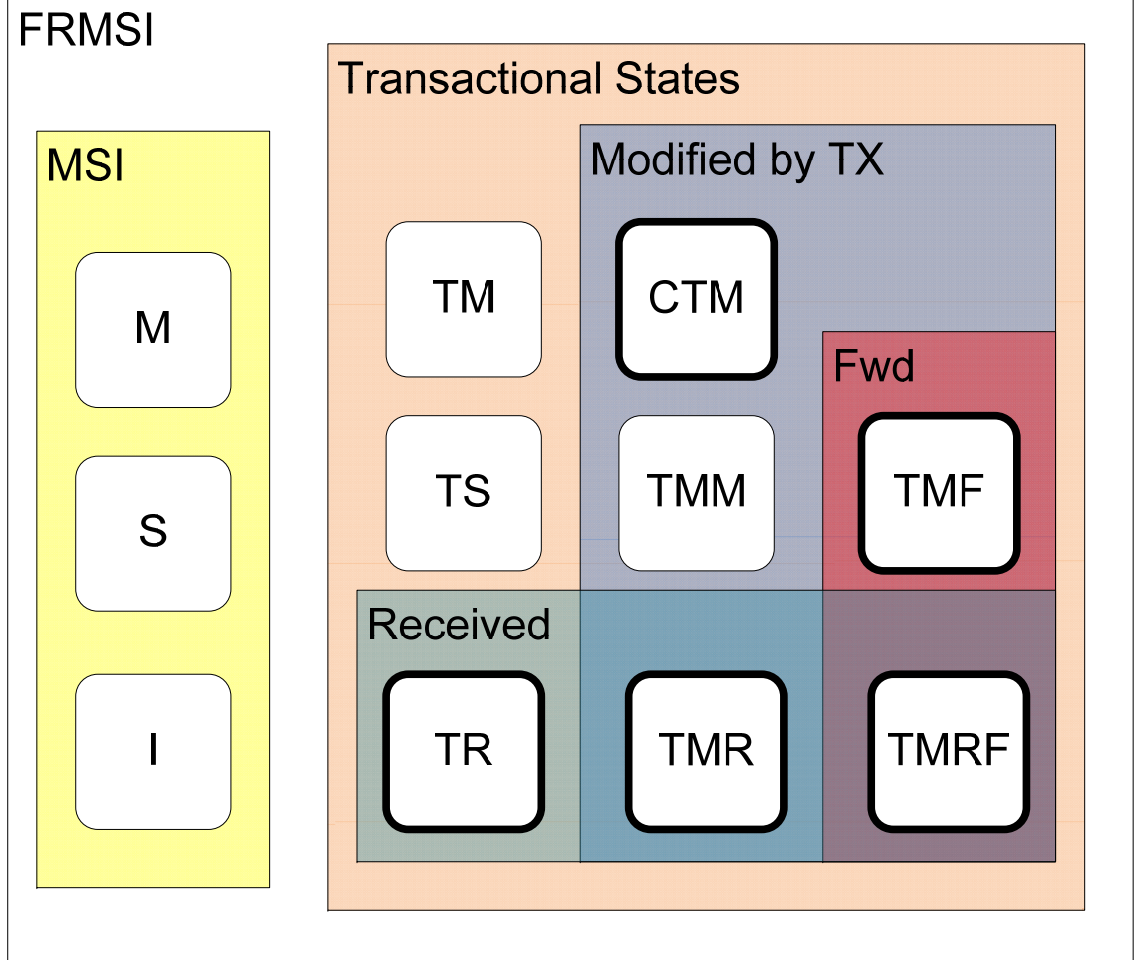 FRMSI
Transactional States
MSI
Modified by TX
M
TM
CTM
Fwd
S
TS
TMM
TMF
Received
I
TR
TMR
TMRF